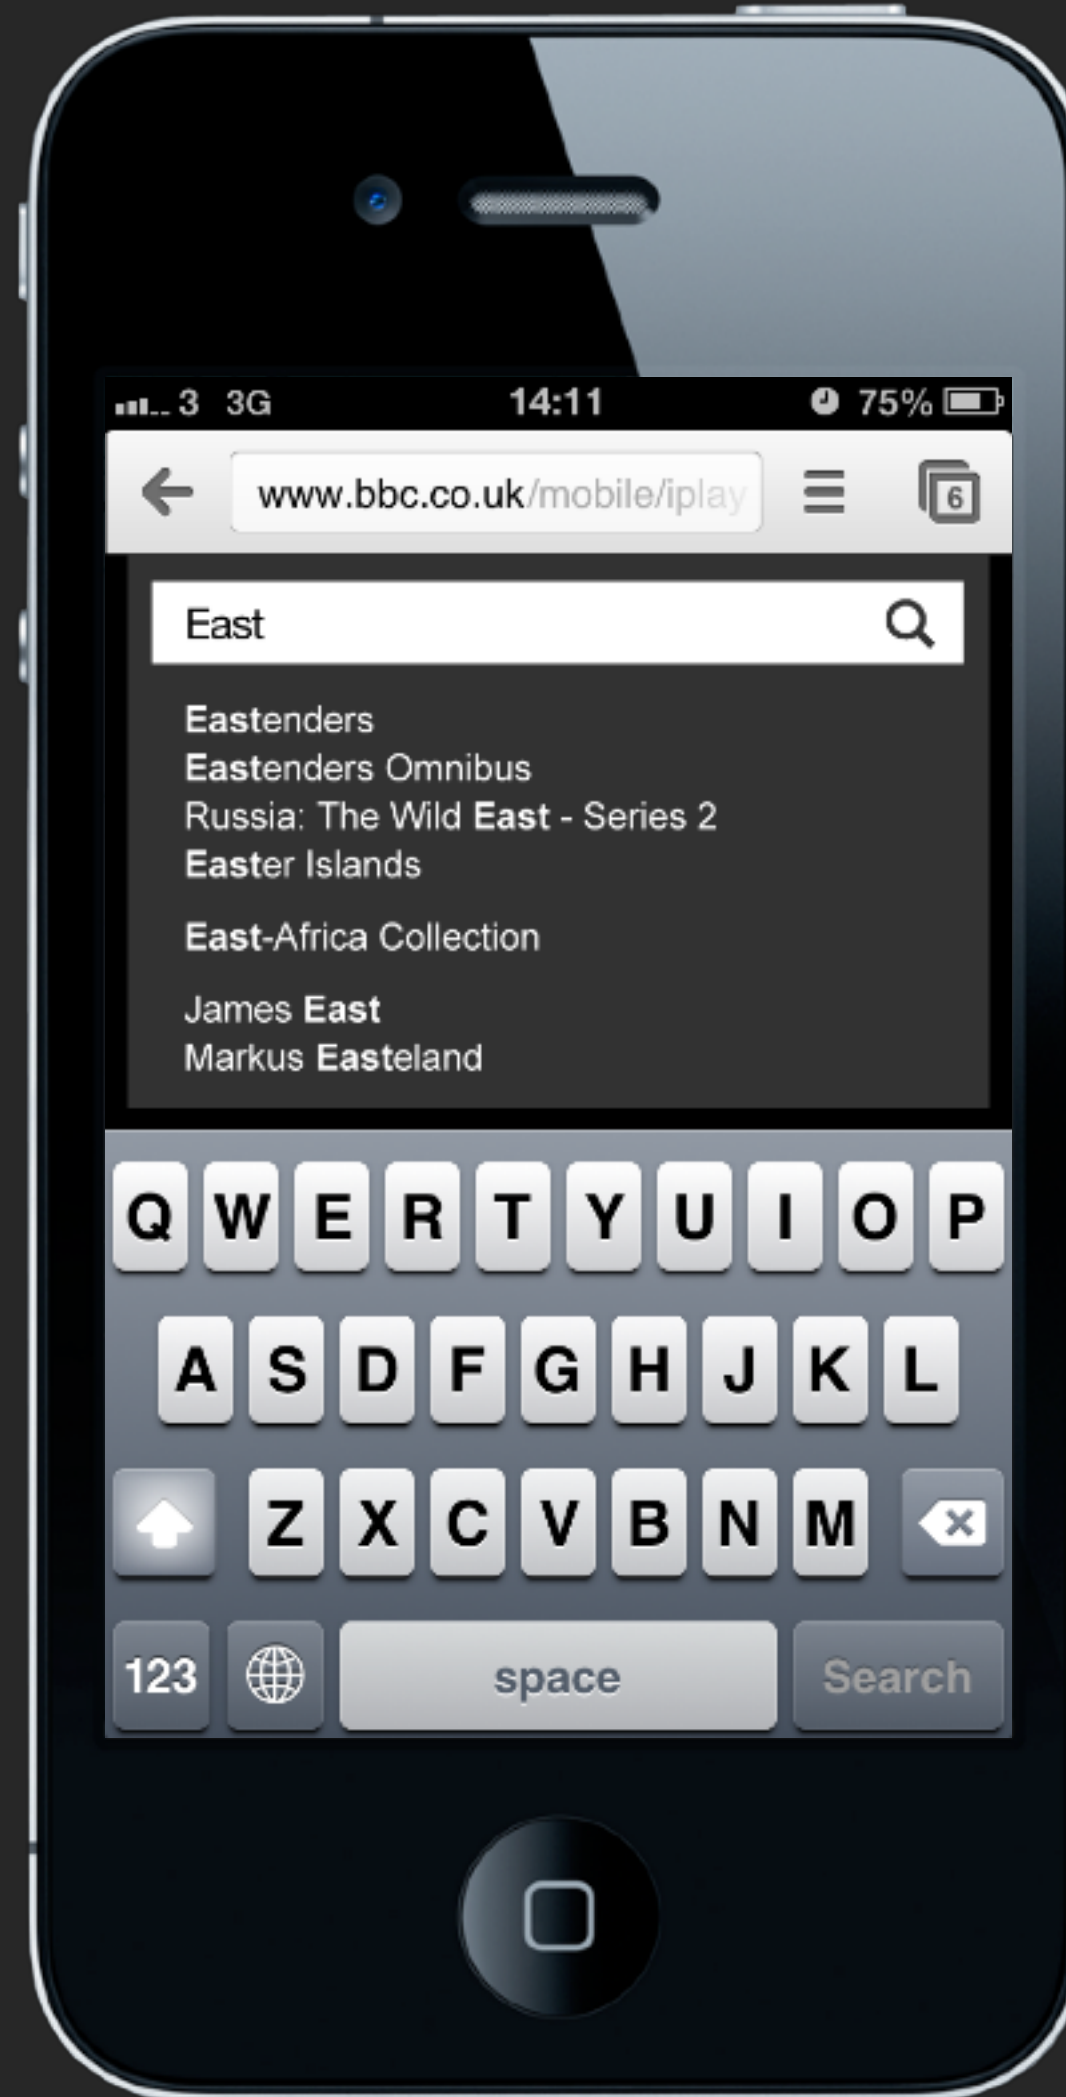 3 3G 14:11 75%
www.bbc.co.uk/mobile/iplay
6
East
Eastenders
Eastenders Omnibus
Russia: The Wild East - Series 2
Easter Islands
East-Africa Collection
James East
Markus Easteland
Q W E R T Y U I O P
A S D F G H J K L
Z X C V B N M
123 space Search